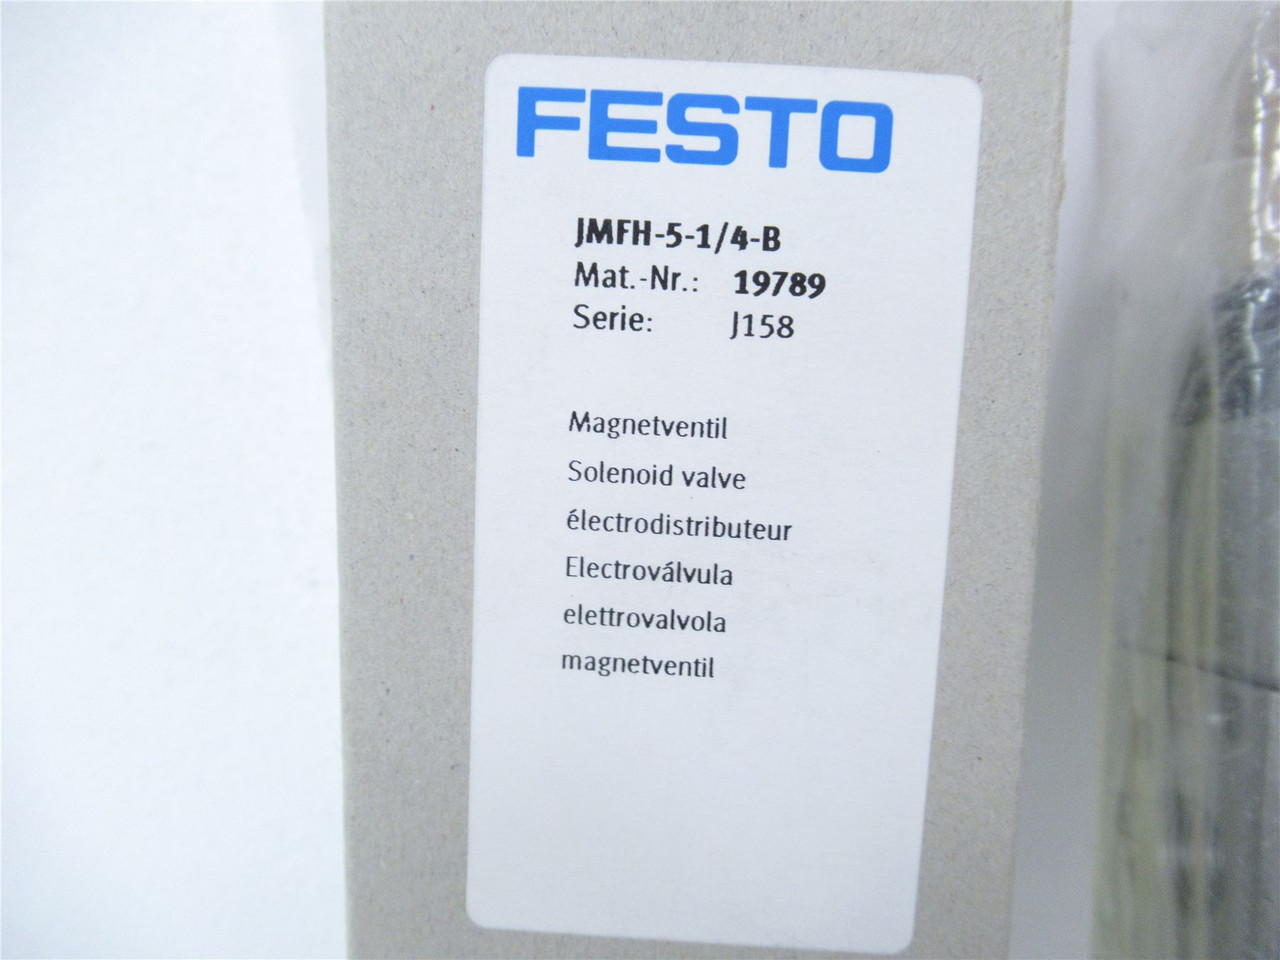 FESTO
JMFH-5-1/4-B
Mat.-Nr.: 19789
Serie: J158
Magnetventil
Solenoid valve
électrodistributeur
Electroválvula
elettrovalvola
magnetventil